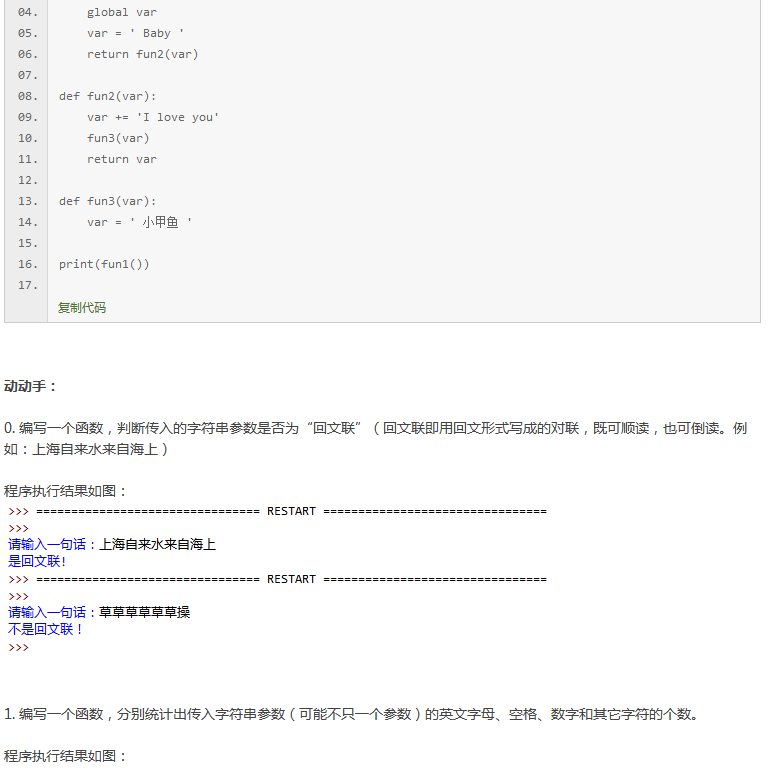 04.     global var
05.     var = ' Baby '
06.     return fun2(var)
07.
08. def fun2(var):
09.     var += 'I love you'
10.     fun3(var)
11.     return var
12.
13. def fun3(var):
14.     var = ' 小甲鱼 '
15.
16. print(fun1())
17.
复制代码
动动手：
0. 编写一个函数，判断传入的字符串参数是否为“回文联”（回文联即用回文形式写成的对联，既可顺读，也可倒读。例
如：上海自来水来自海上）
程序执行结果如图：
>>> ================================ RESTART ================================
>>>
请输入一句话：上海自来水来自海上
是回文联!
>>> ================================ RESTART ================================
>>>
请输入一句话：草草草草草草操
不是回文联！
>>>
1. 编写一个函数，分别统计出传入字符串参数（可能不只一个参数）的英文字母、空格、数字和其它字符的个数。
程序执行结果如图：